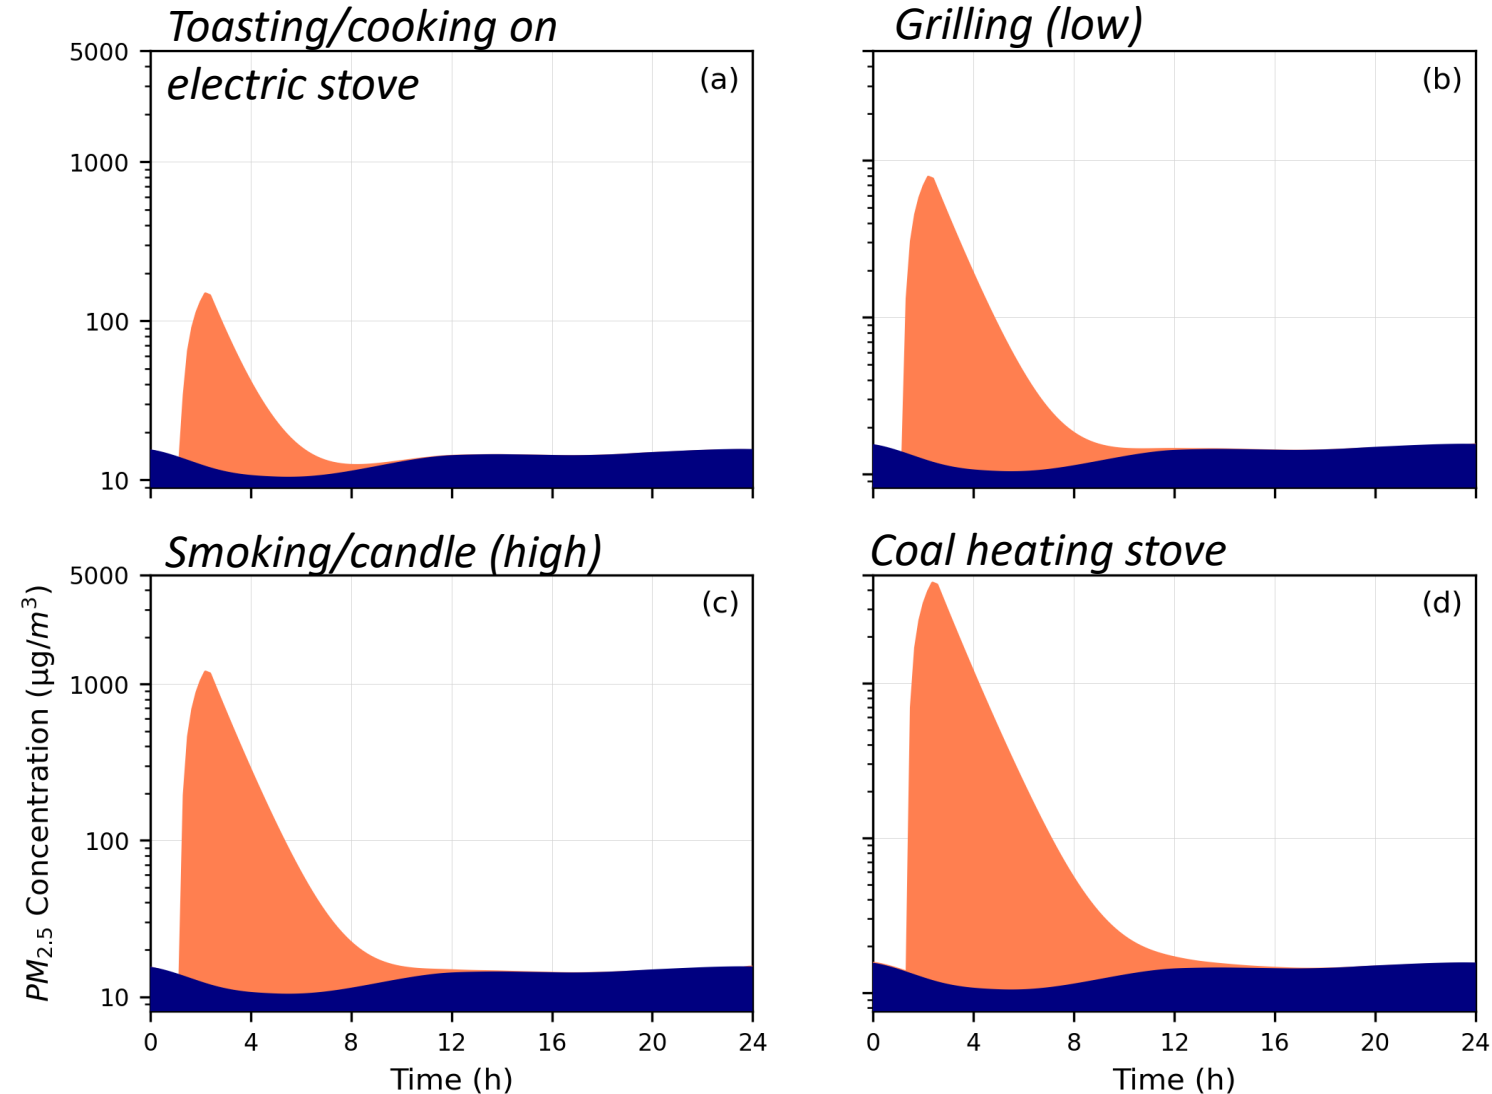 Toasting/cooking on
electric stove
(a)
5000
1000
100
10
Grilling (low)
(b)
Smoking/candle (high)
(c)
5000
1000
100
10
PM2.5 Concentration (μg/m³)
0 4 8 12 16 20 24
Time (h)
Coal heating stove
(d)
0 4 8 12 16 20 24
Time (h)